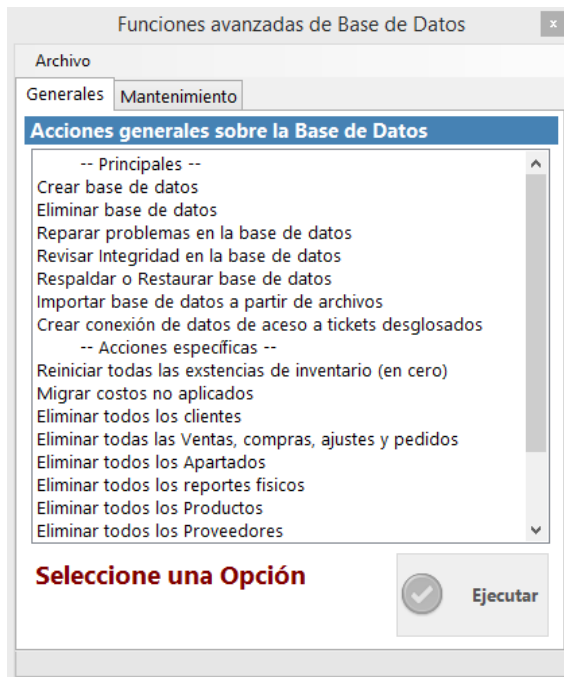 Funciones avanzadas de Base de Datos
x
Archivo
Generales
Mantenimiento
Acciones generales sobre la Base de Datos
-- Principales --
Crear base de datos
Eliminar base de datos
Reparar problemas en la base de datos
Revisar Integridad en la base de datos
Respaldar o Restaurar base de datos
Importar base de datos a partir de archivos
Crear conexión de datos de aceso a tickets desglosados
-- Acciones específicas --
Reiniciar todas las exstencias de inventario (en cero)
Migrar costos no aplicados
Eliminar todos los clientes
Eliminar todas las Ventas, compras, ajustes y pedidos
Eliminar todos los Apartados
Eliminar todos los reportes fisicos
Eliminar todos los Productos
Eliminar todos los Proveedores
Seleccione una Opción
Ejecutar